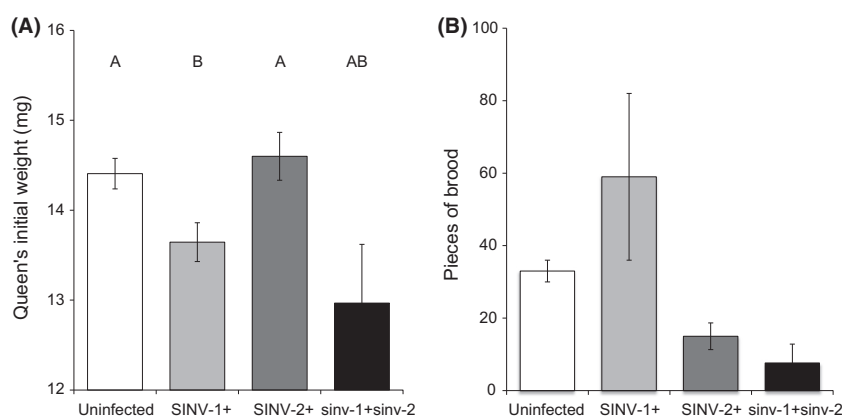 (A)
Queen's initial weight (mg)
16
15
14
13
12
A B A AB
Uninfected SINV-1+ SINV-2+ sinv-1+sinv-2
(B)
Pieces of brood
100
80
60
40
20
0
Uninfected SINV-1+ SINV-2+ sinv-1+sinv-2